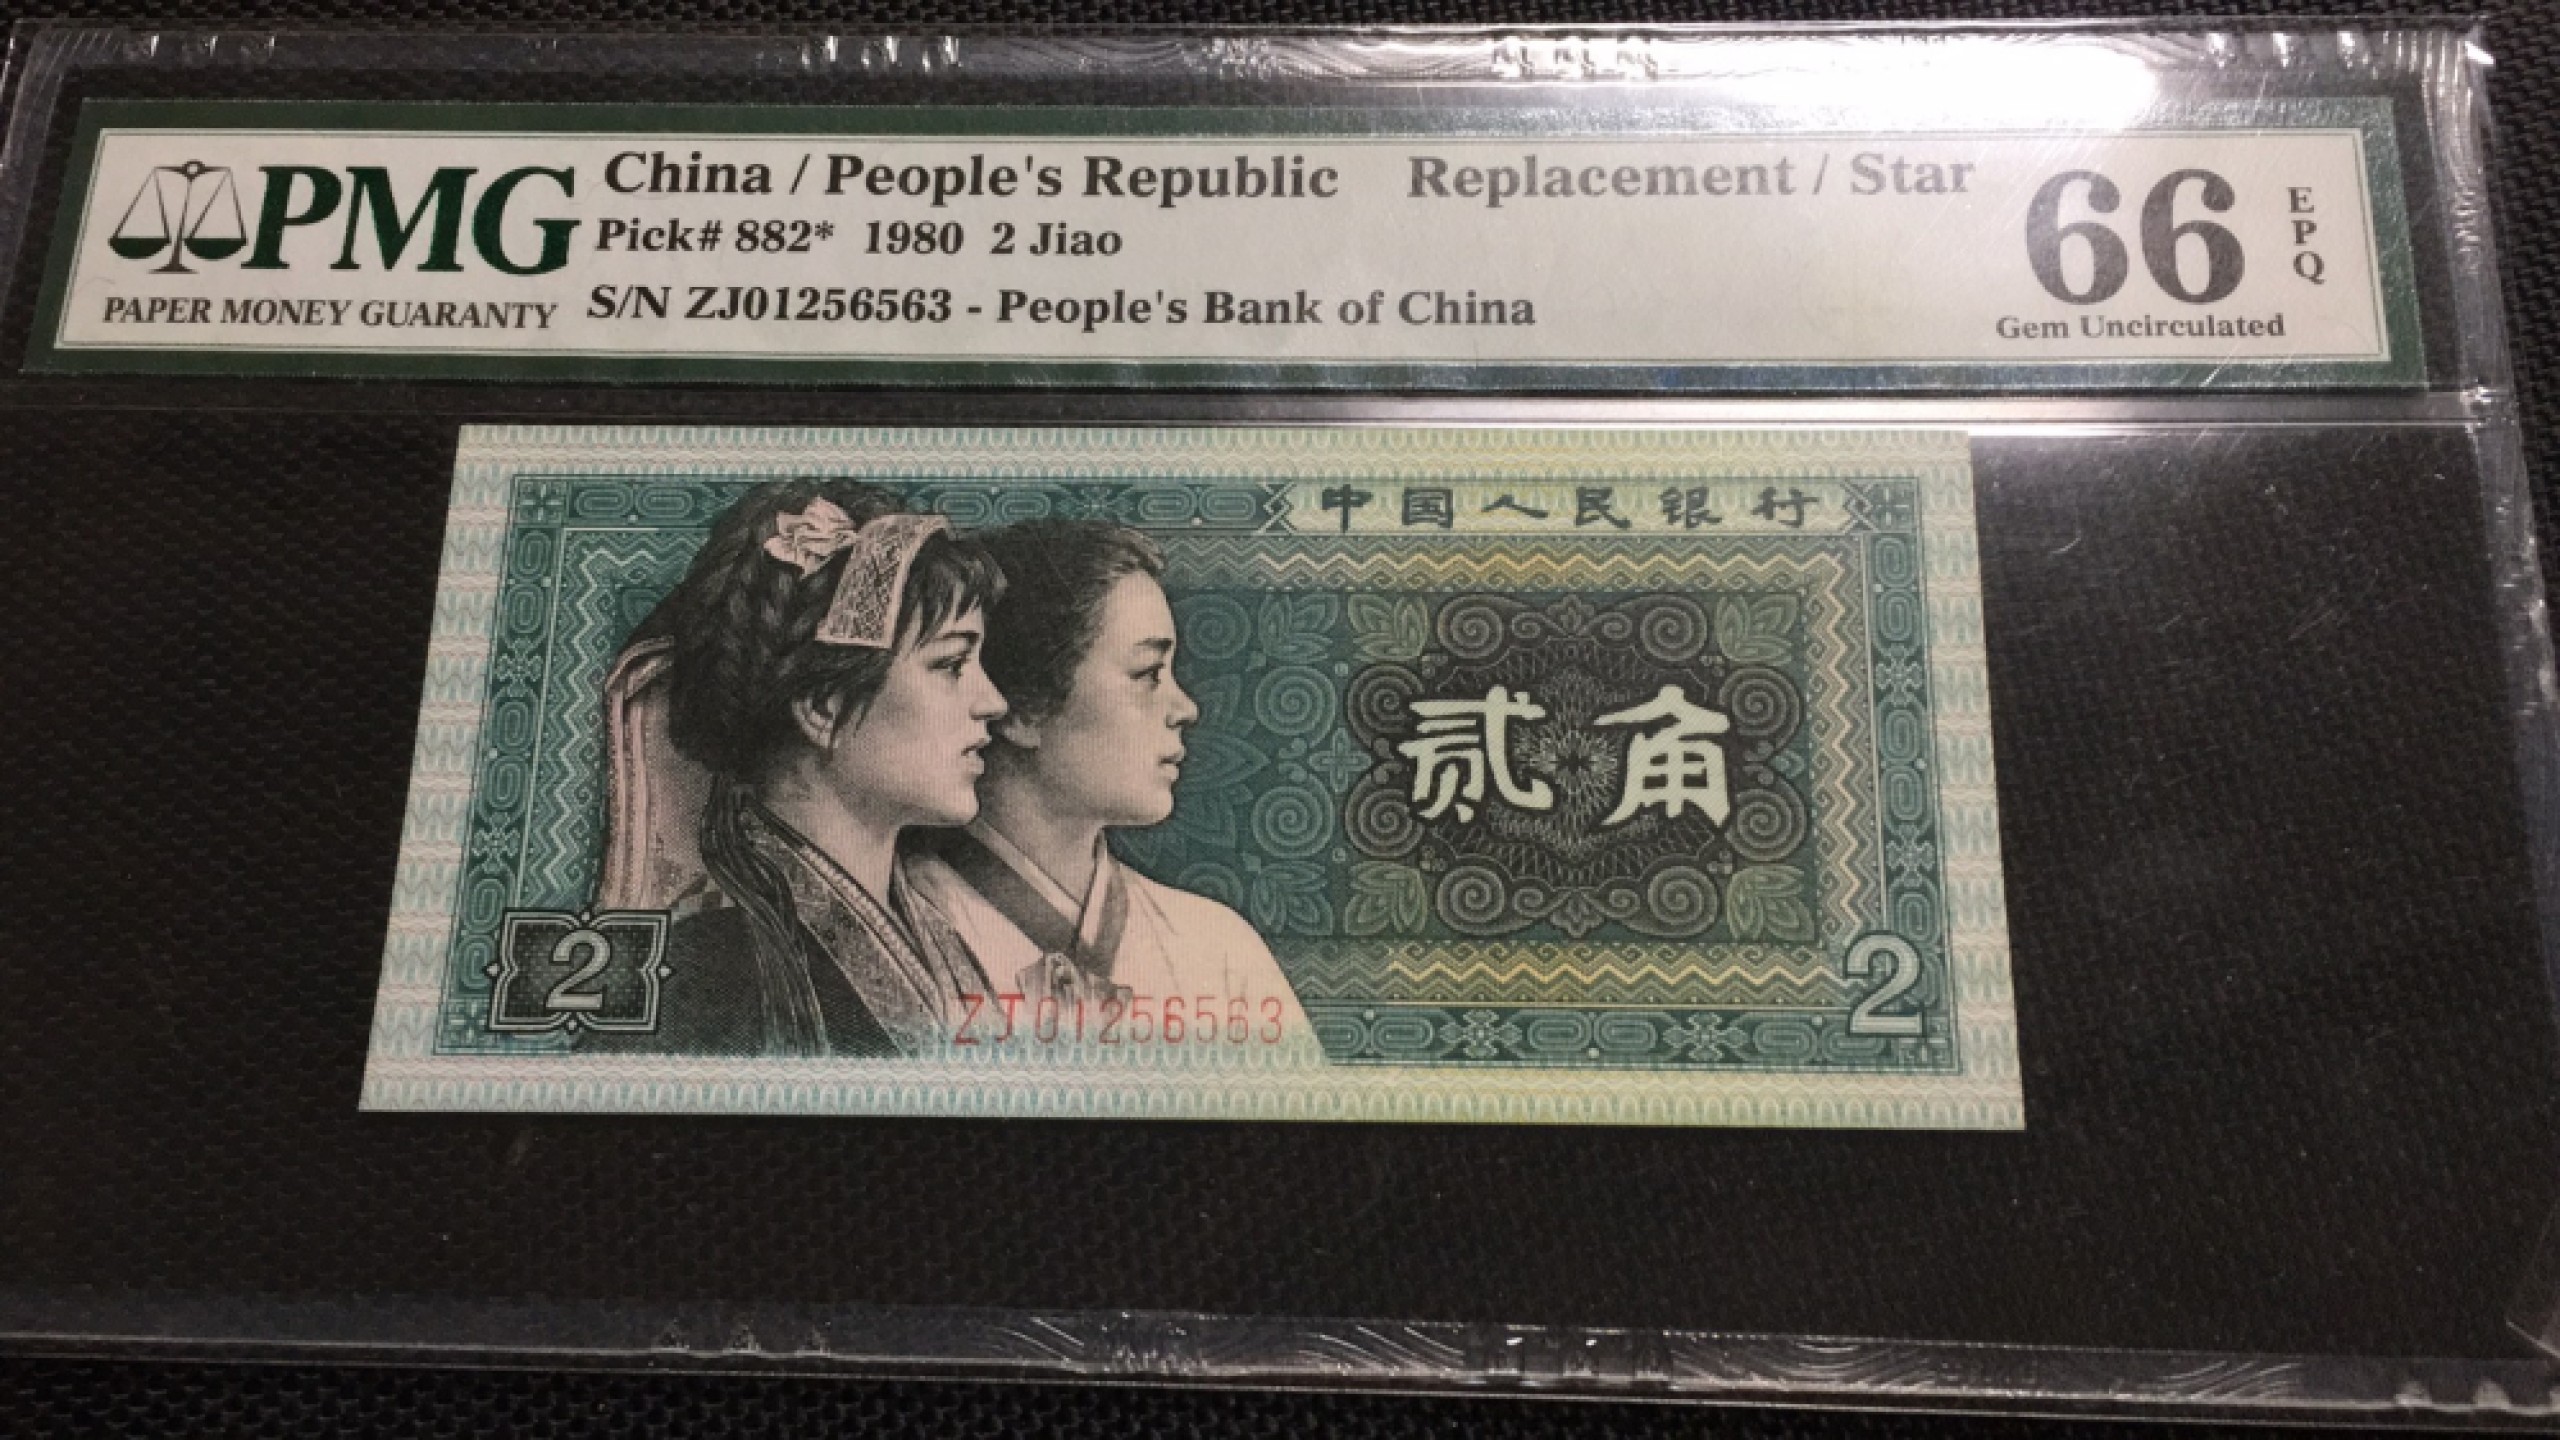 PMG
PAPER MONEY GUARANTY
China / People's Republic Replacement / Star
Pick# 882* 1980 2 Jiao
S/N ZJ01256563 - People's Bank of China
66
EPQ
Gem Uncirculated
中国人民银行
贰角
2
2
ZJ01256563